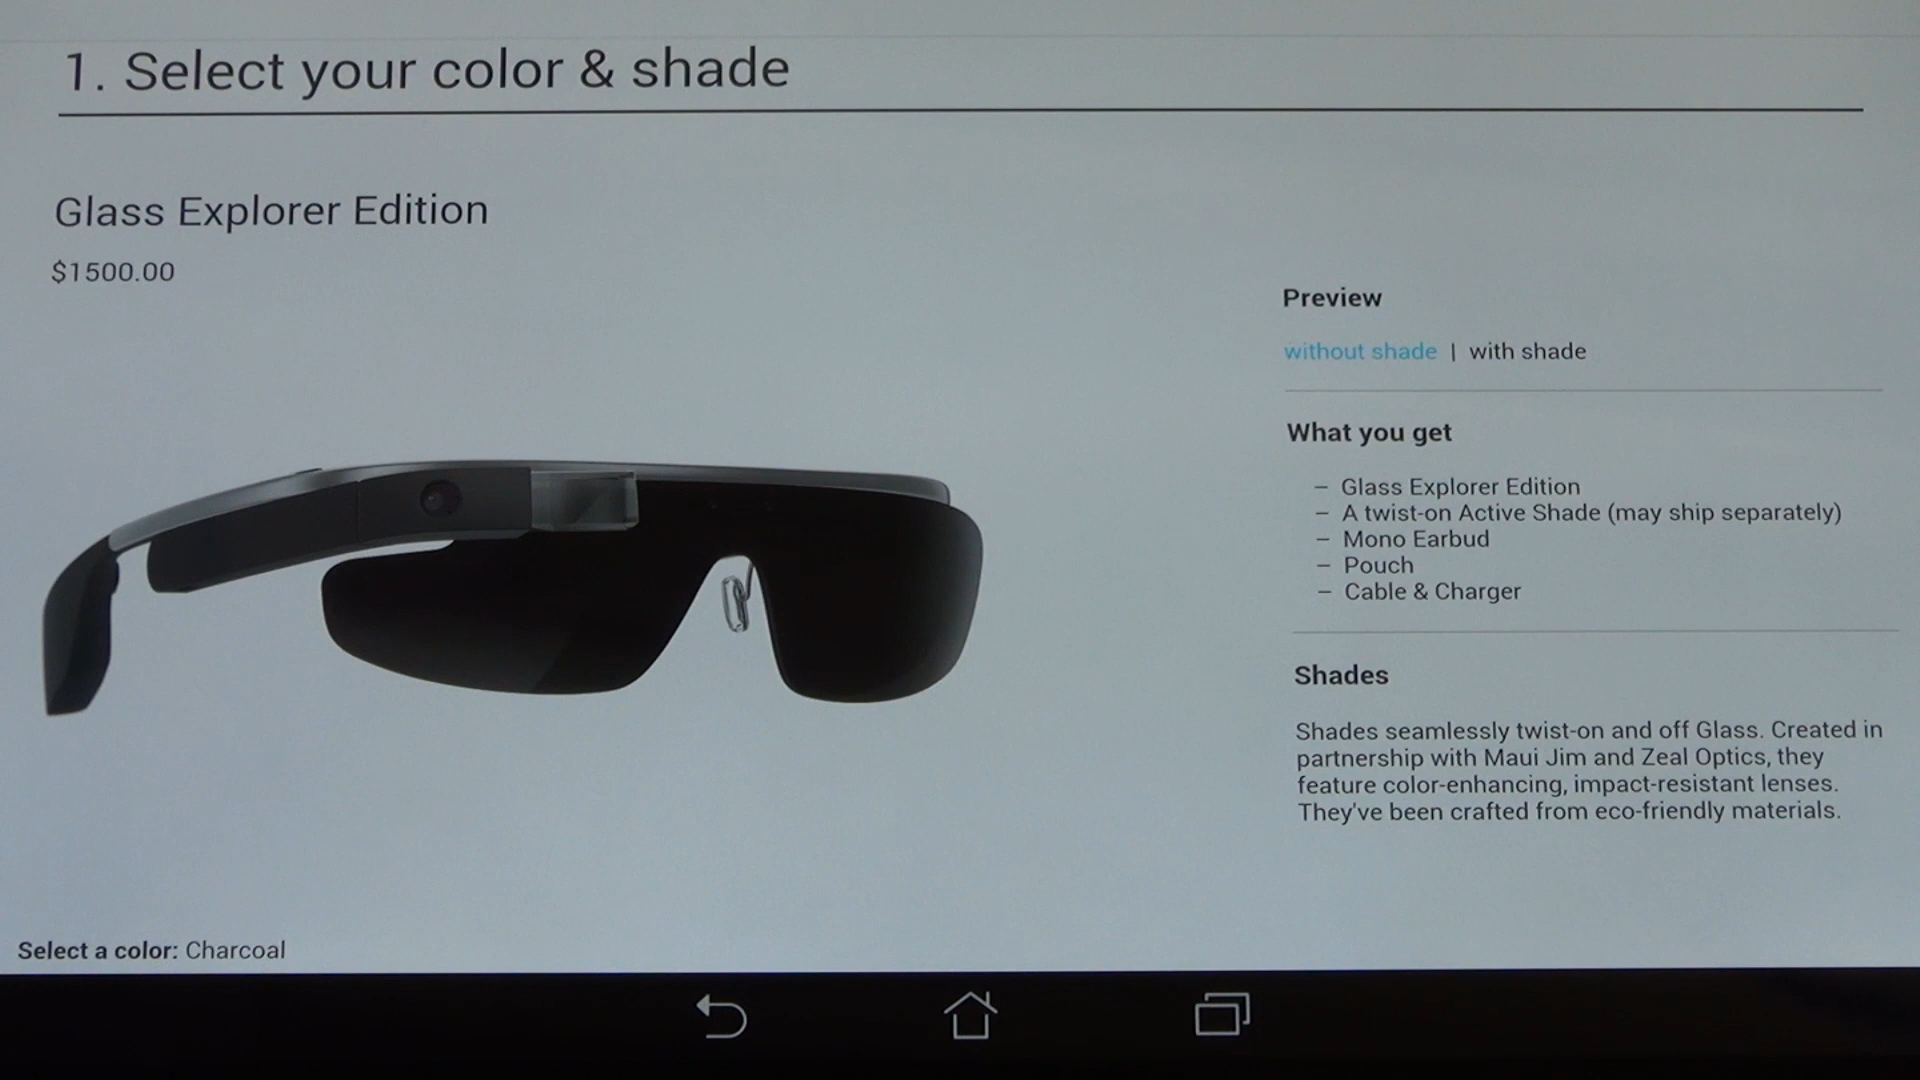 1. Select your color & shade
Glass Explorer Edition
$1500.00
Preview
without shade | with shade
What you get
– Glass Explorer Edition
– A twist-on Active Shade (may ship separately)
– Mono Earbud
– Pouch
– Cable & Charger
Shades
Shades seamlessly twist-on and off Glass. Created in
partnership with Maui Jim and Zeal Optics, they
feature color-enhancing, impact-resistant lenses.
They've been crafted from eco-friendly materials.
Select a color: Charcoal